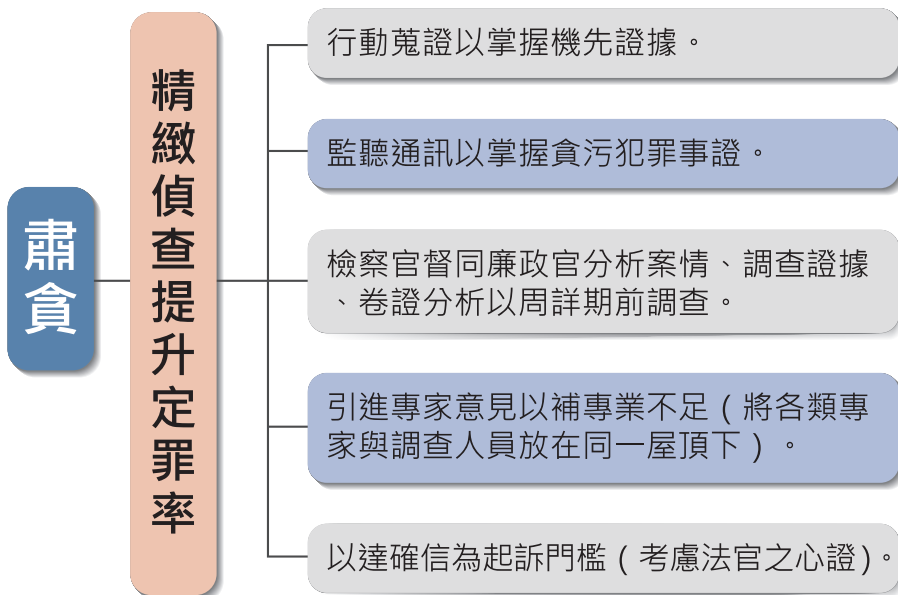 肅貪
精緻偵查提升定罪率
行動蒐證以掌握機先證據。
監聽通訊以掌握貪污犯罪事證。
檢察官督同廉政官分析案情、調查證據
、卷證分析以周詳期前調查。
引進專家意見以補專業不足(將各類專
家與調查人員放在同一屋頂下)。
以達確信為起訴門檻(考慮法官之心證)。